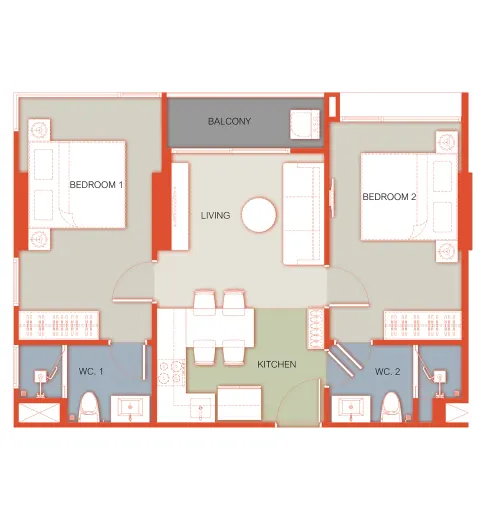 BALCONY
BEDROOM 1
BEDROOM 2
LIVING
KITCHEN
WC. 1
WC. 2